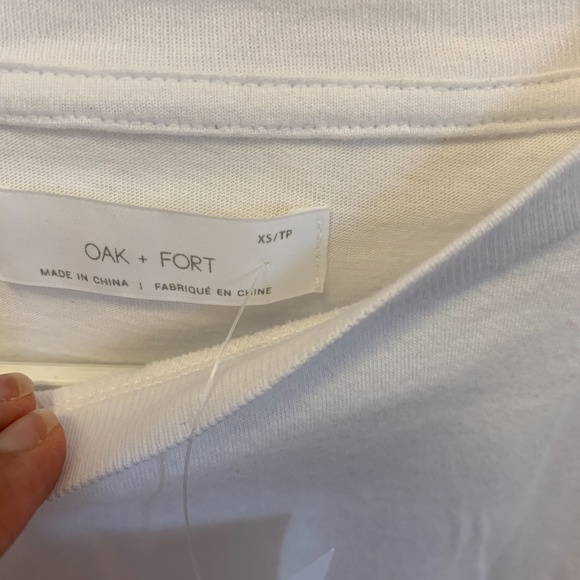 XS/TP
OAK + FORT
MADE IN CHINA | FABRIQUÉ EN CHINE